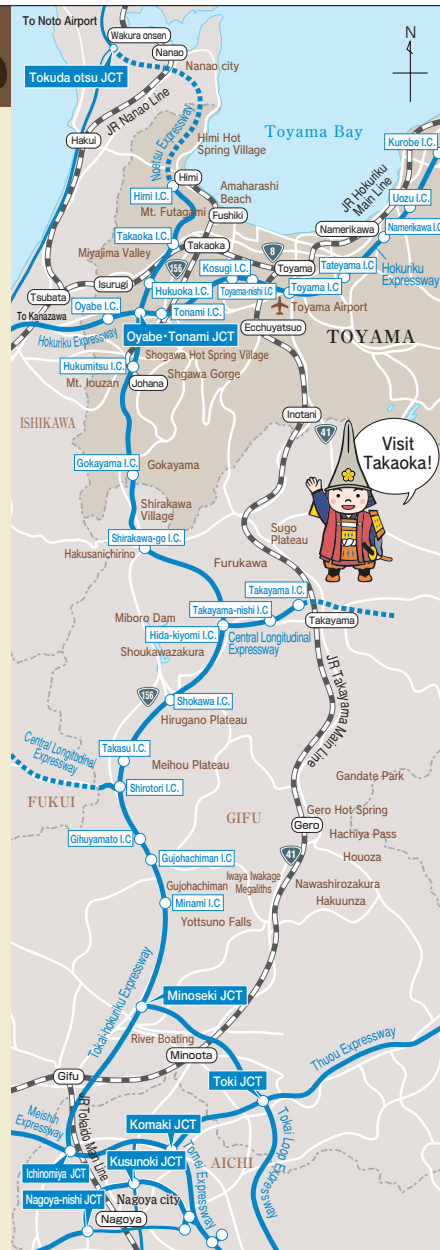 To Noto Airport
Wakura onsen
N
Nanao
Nanao city
Tokuda otsu JCT
JR Nanao Line
Toyama Bay
Noetsu Expressway
Hakui
Himi Hot
Spring Village
Kurobe I.C.
JR Hokuriku
Main Line
Himi
Himi I.C.
Amaharashi
Beach
Uozu I.C.
Mt. Futagami
Fushiki
Namerikawa
Namerikawa I.C.
Takaoka I.C.
Takaoka
8
Miyajima Valley
156
Kosugi I.C.
Toyama
Tateyama I.C
Hokuriku
Expressway
Isurugi
Hukuoka I.C.
Toyama-nishi I.C
Toyama I.C.
Tsubata
Oyabe I.C.
Tonami I.C.
Toyama Airport
To Kanazawa
Hokuriku Expressway
Oyabe・Tonami JCT
Ecchuyatsuo
TOYAMA
Shogawa Hot Spring Village
Hukumitsu I.C.
Shgawa Gorge
Mt. Iouzan
Johana
Inotani
ISHIKAWA
41
Visit
Takaoka!
Gokayama I.C.
Gokayama
Shirakawa
Village
Sugo
Plateau
Shirakawa-go I.C.
Hakusanichirino
Furukawa
Takayama I.C.
Takayama-nishi I.C
Miboro Dam
Hida-kiyomi I.C.
Central Longitudinal
Expressway
Takayama
Shoukawazakura
JR Takayama Main Line
156
Shokawa I.C.
Hirugano Plateau
Central Longitudinal
Expressway
Takasu I.C.
Meihou Plateau
Gandate Park
Shirotori I.C.
FUKUI
GIFU
Gero Hot Spring
Gero
Hachiya Pass
Gihuyamato I.C
41
Houoza
Gujohachiman I.C
Iwaya Iwakage
Megaliths
Nawashirozakura
Gujohachiman
Hakuunza
Minami I.C
Yottsuno Falls
Tokai-hokuriku Expressway
Minoseki JCT
River Boating
Minoota
Thuou Expressway
Gifu
Toki JCT
JR Tovaido Man Line
Meishin
Expressway
Komaki JCT
Tokai Loop Expressway
Tomei Expressway
Kusunoki JCT
AICHI
Ichinomiya JCT
Nagoya-nishi JCT
Nagoya city
Nagoya